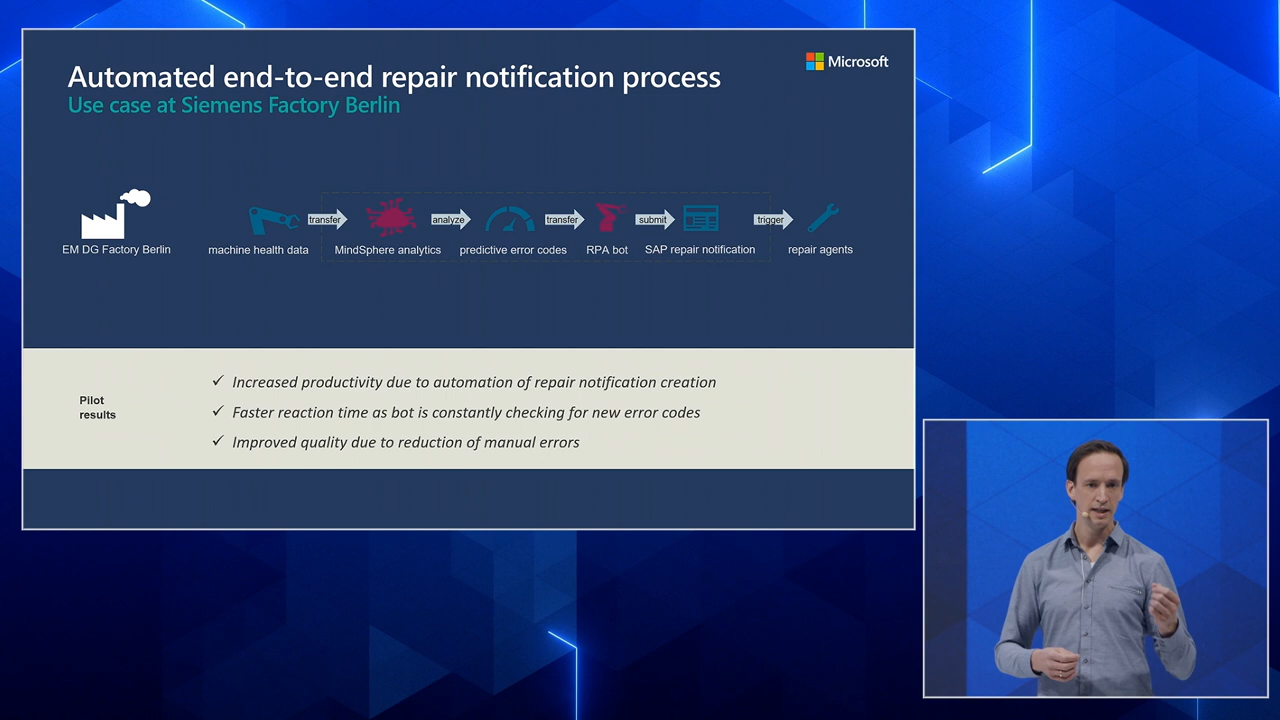 Automated end-to-end repair notification process
Microsoft
Use case at Siemens Factory Berlin
transfer
analyze
transfer
submit
trigger
EM DG Factory Berlin
machine health data
MindSphere analytics
predictive error codes
RPA bot
SAP repair notification
repair agents
Pilot
results
✓ Increased productivity due to automation of repair notification creation
✓ Faster reaction time as bot is constantly checking for new error codes
✓ Improved quality due to reduction of manual errors